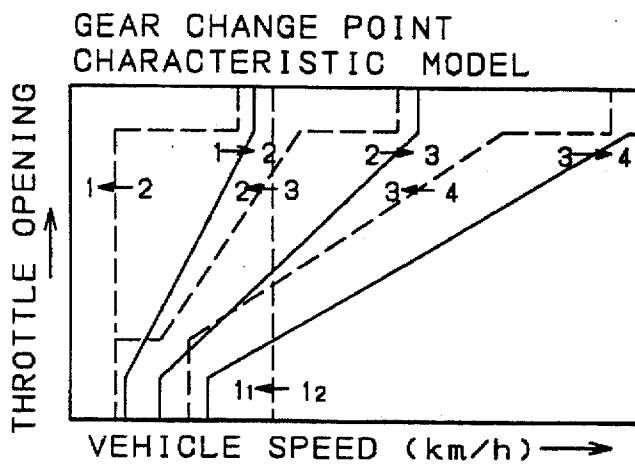 GEAR CHANGE POINT
CHARACTERISTIC MODEL
THROTTLE OPENING →
1→2
2→3
3→4
1←2
2←3
3←4
1₁←1₂
VEHICLE SPEED (km/h) →